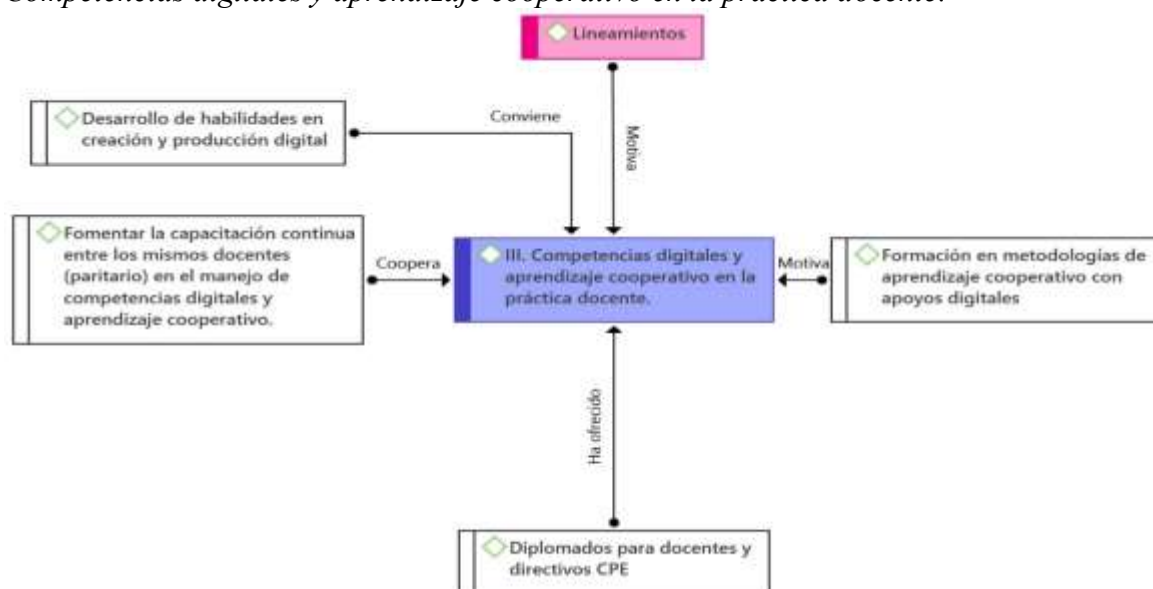 Competencias digitales y aprendizaje cooperativo en la práctica docente.
Lineamientos
Desarrollo de habilidades en
creación y producción digital
Conviene
Motiva
Fomentar la capacitación continua
entre los mismos docentes
(paritario) en el manejo de
competencias digitales y
aprendizaje cooperativo.
Coopera
III. Competencias digitales y
aprendizaje cooperativo en la
práctica docente.
Motiva
Formación en metodologías de
aprendizaje cooperativo con
apoyos digitales
Ha ofrecido
Diplomados para docentes y
directivos CPE